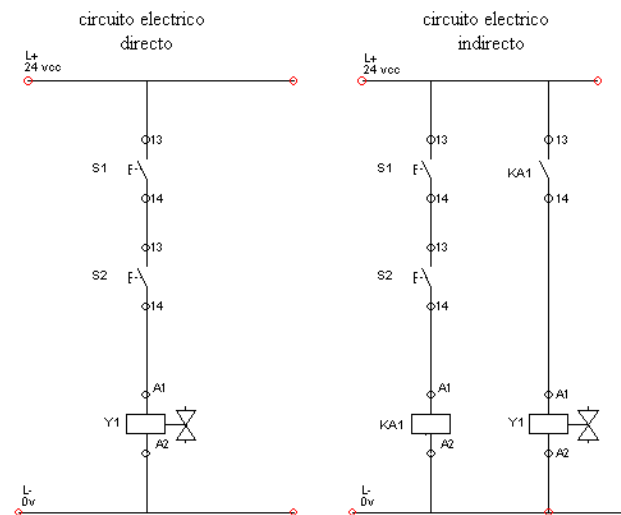 circuito electrico
directo
L+
24 vcc
13
S1
14
13
S2
14
A1
Y1
A2
L-
0v
circuito electrico
indirecto
L+
24 vcc
13
S1
14
13
S2
14
A1
KA1
A2
13
KA1
14
A1
Y1
A2
L-
0v